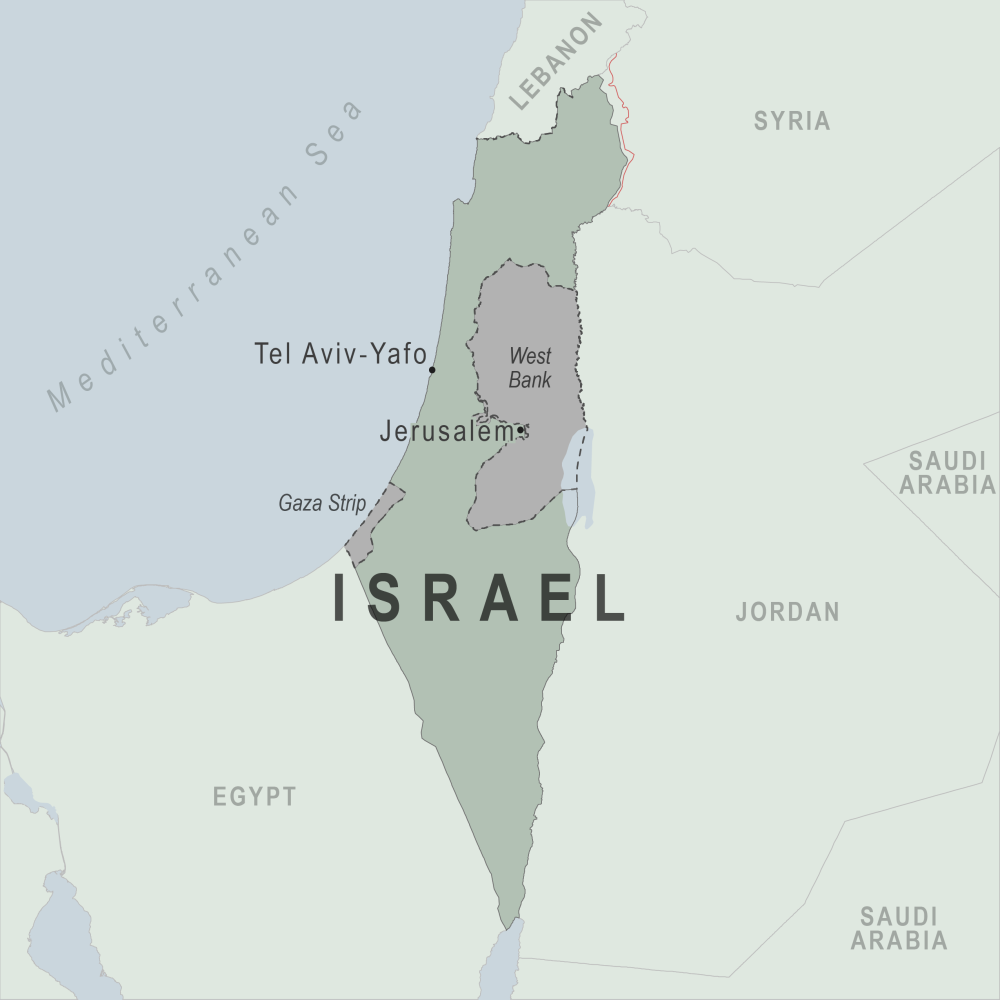 LEBANON
SYRIA
Mediterranean Sea
Tel Aviv-Yafo
West
Bank
Jerusalem
SAUDI
ARABIA
Gaza Strip
ISRAEL
JORDAN
EGYPT
SAUDI
ARABIA